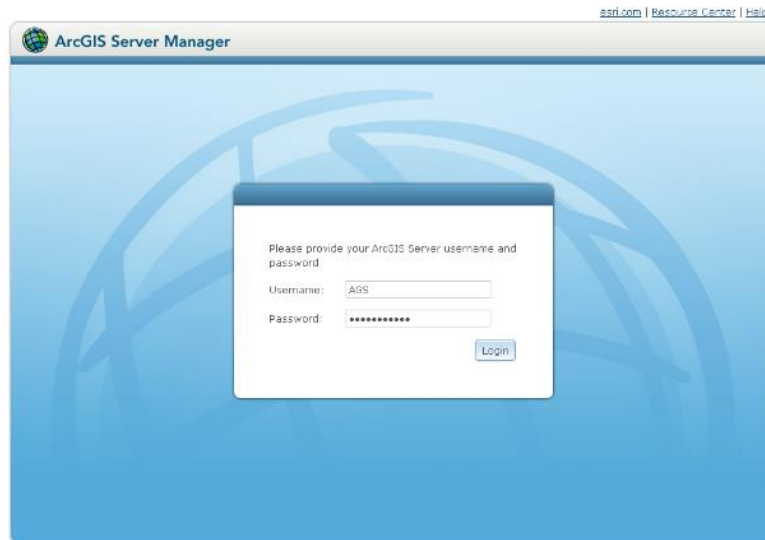 esri.com | Resource Center | Help
ArcGIS Server Manager
Please provide your ArcGIS Server username and
password
Username: AGS
Password: •••••••••••
Login